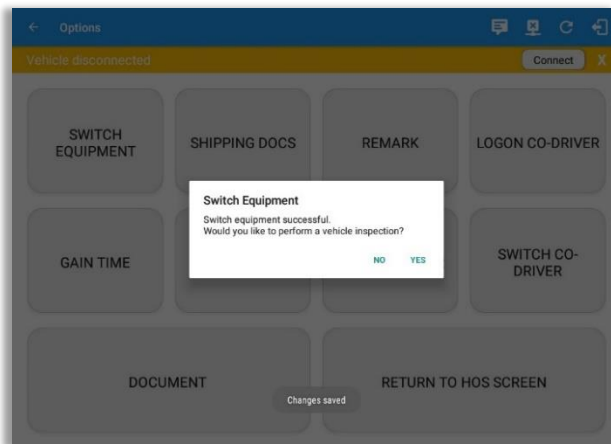 Options
Vehicle disconnected
Connect
X
SWITCH
EQUIPMENT
SHIPPING DOCS
REMARK
LOGON CO-DRIVER
Switch Equipment
Switch equipment successful.
Would you like to perform a vehicle inspection?
NO YES
GAIN TIME
SWITCH CO-
DRIVER
DOCUMENT
RETURN TO HOS SCREEN
Changes saved